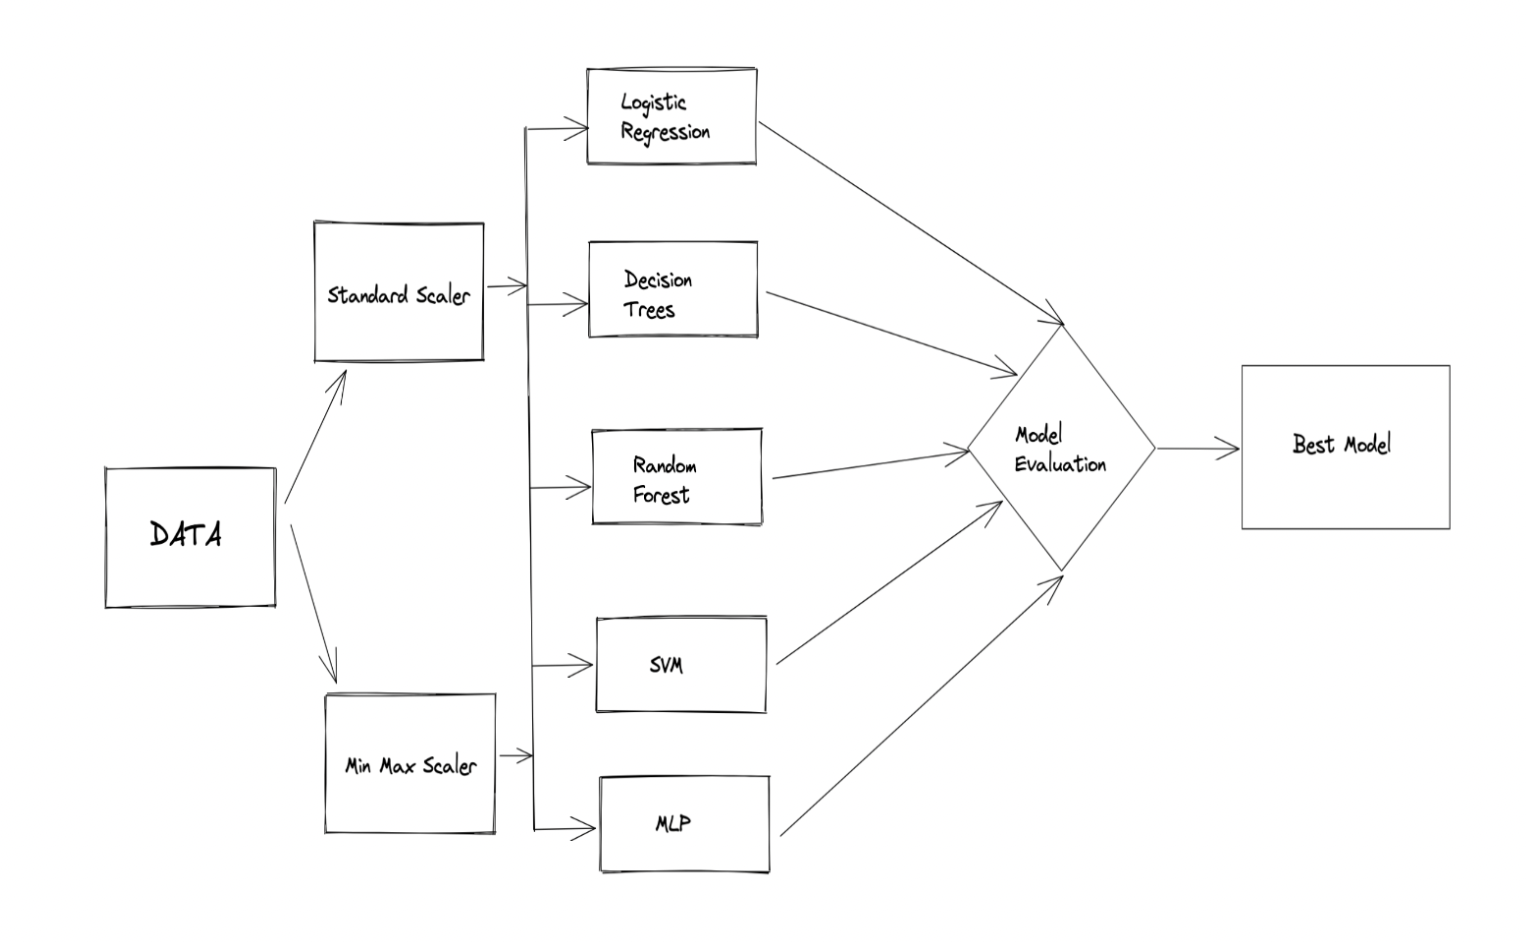 DATA
Standard Scaler
Min Max Scaler
Logistic
Regression
Decision
Trees
Random
Forest
SVM
MLP
Model
Evaluation
Best Model